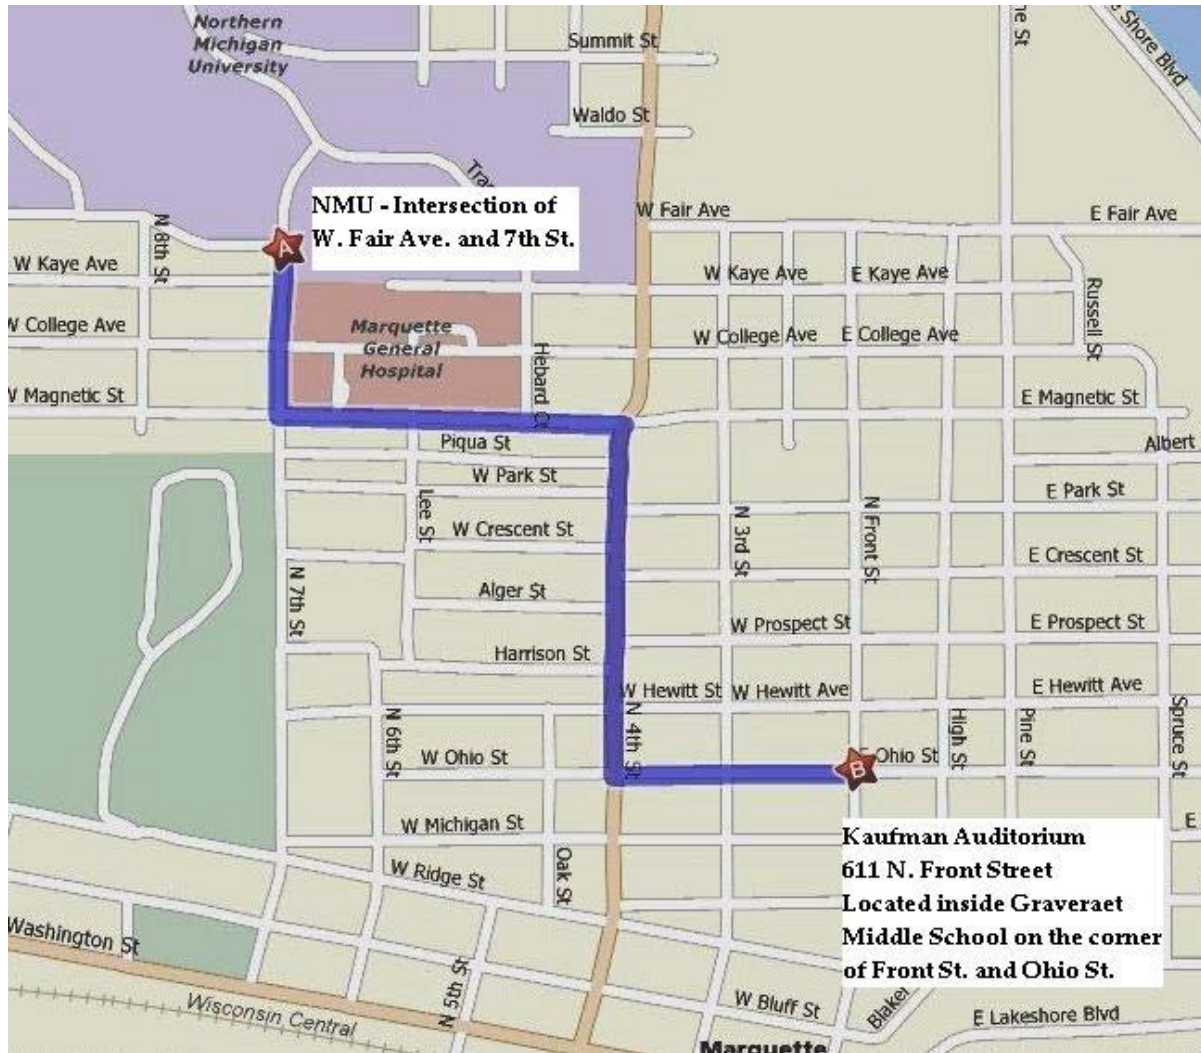 Northern
Michigan
University
Summit St
ne St
Shore Blvd
Waldo St
NMU - Intersection of
W. Fair Ave. and 7th St.
A
W Fair Ave
E Fair Ave
N 8th St
W Kaye Ave
W Kaye Ave
E Kaye Ave
Russell St
W College Ave
Marquette
General
Hospital
W College Ave
E College Ave
Hebard Ct
W Magnetic St
E Magnetic St
Piqua St
Albert
W Park St
E Park St
Lee St
W Crescent St
N 3rd St
N Front St
E Crescent St
N 7th St
Alger St
W Prospect St
E Prospect St
Harrison St
W Hewitt St
W Hewitt Ave
E Hewitt Ave
N 6th St
N 4th St
High St
Pine St
Spruce St
W Ohio St
B
E Ohio St
W Michigan St
E
W Ridge St
Oak St
Kaufman Auditorium
611 N. Front Street
Located inside Graveraet
Middle School on the corner
of Front St. and Ohio St.
Washington St
Wisconsin Central
N 5th St
W Bluff St
Blaker
E Lakeshore Blvd
Marquette